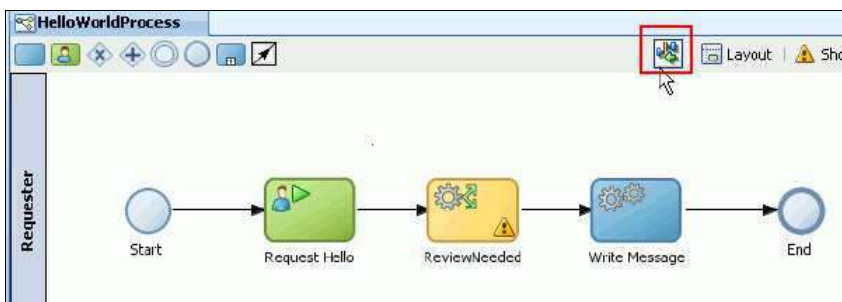 HelloWorldProcess
Layout
Sho
Requester
Start
Request Hello
ReviewNeeded
Write Message
End